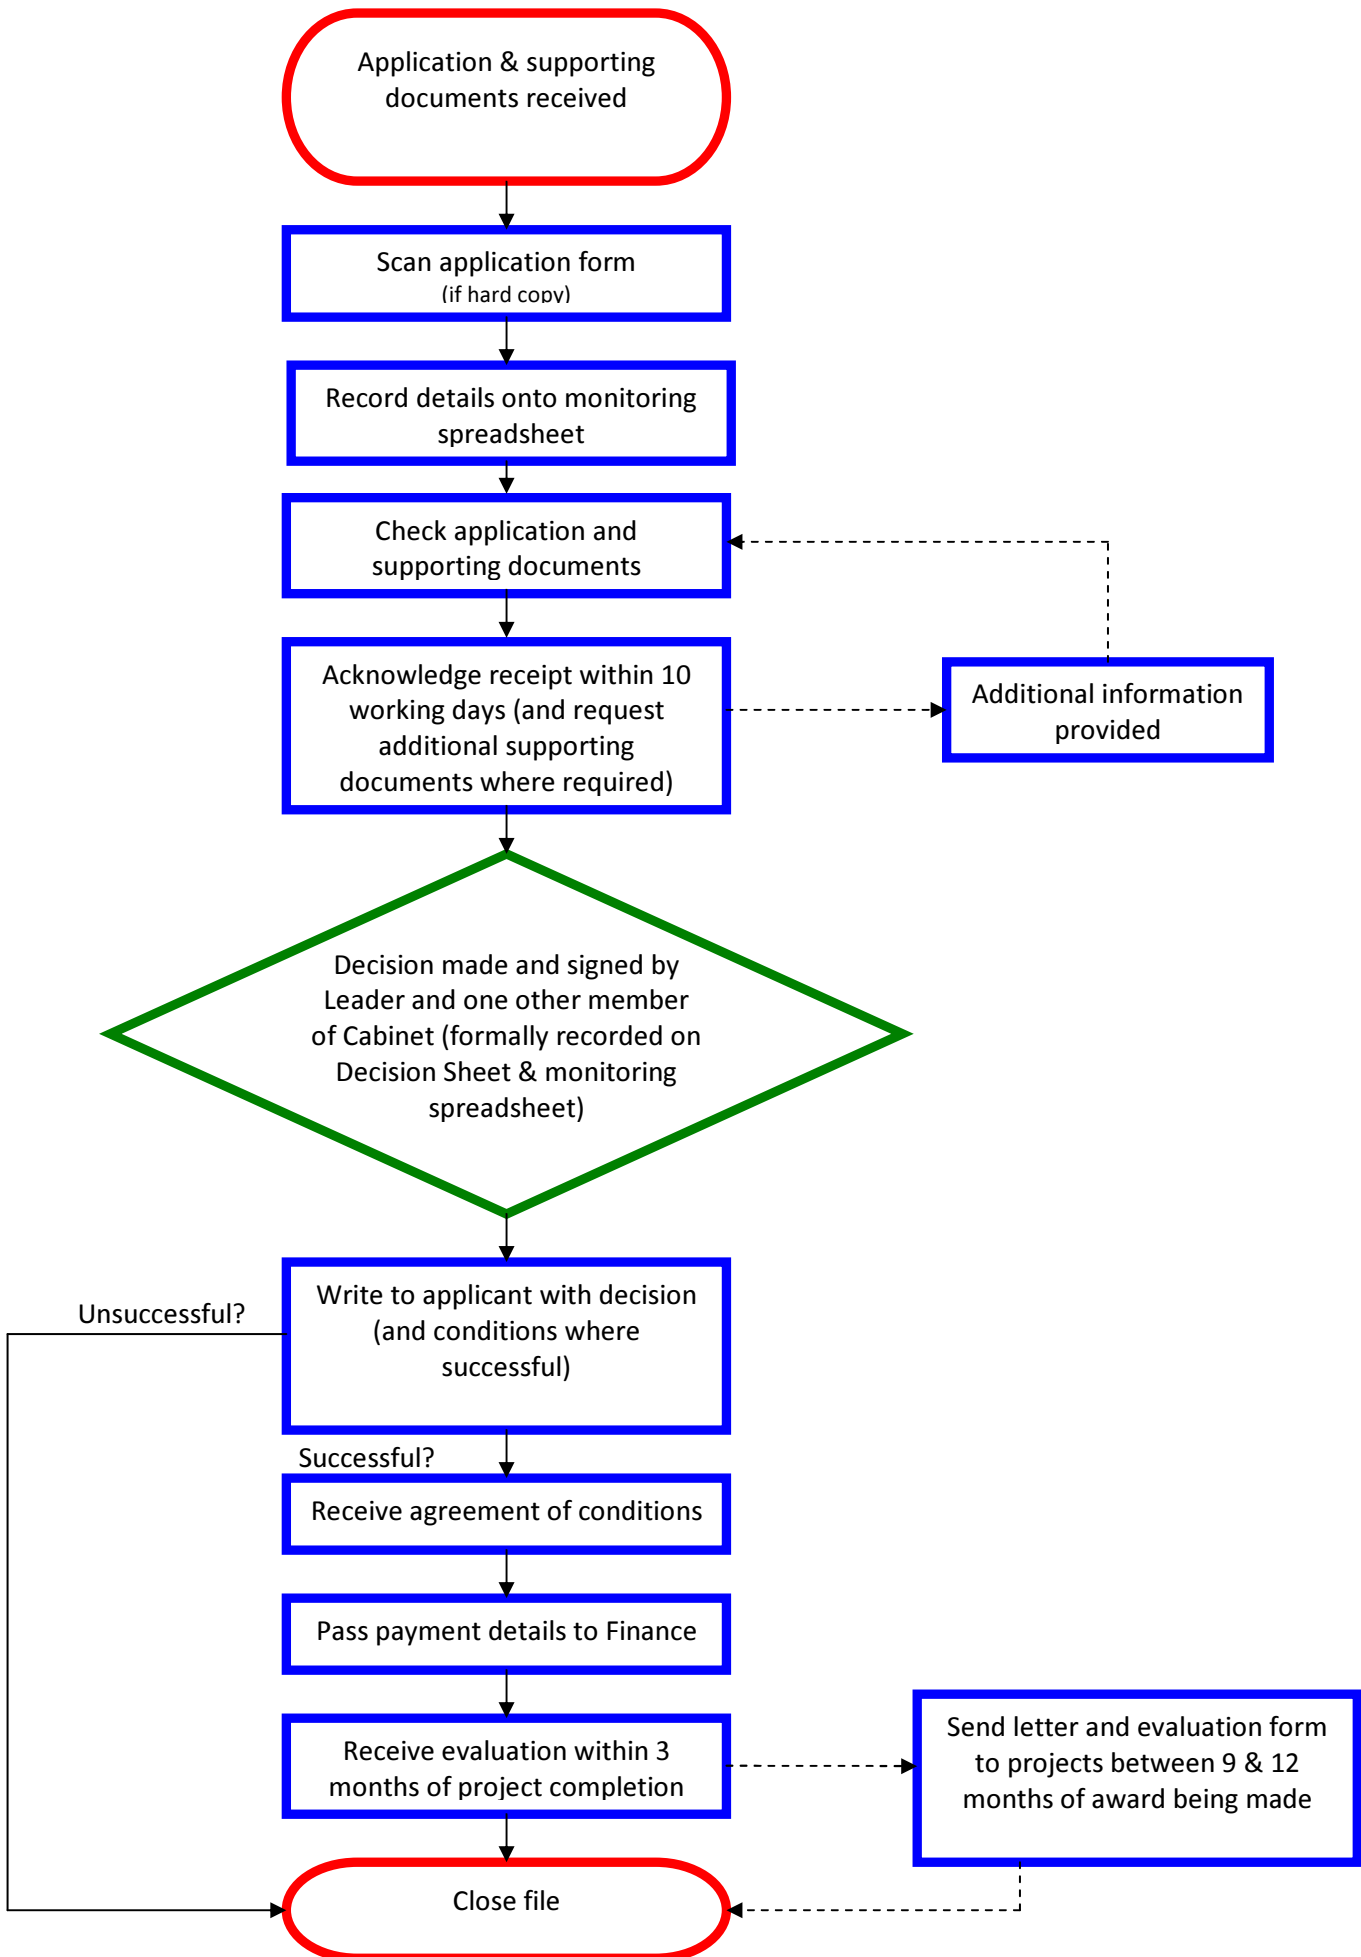 Application & supporting
documents received
Scan application form
(if hard copy)
Record details onto monitoring
spreadsheet
Check application and
supporting documents
Acknowledge receipt within 10
working days (and request
additional supporting
documents where required)
Additional information
provided
Decision made and signed by
Leader and one other member
of Cabinet (formally recorded on
Decision Sheet & monitoring
spreadsheet)
Write to applicant with decision
(and conditions where
successful)
Unsuccessful?
Successful?
Receive agreement of conditions
Pass payment details to Finance
Receive evaluation within 3
months of project completion
Send letter and evaluation form
to projects between 9 & 12
months of award being made
Close file